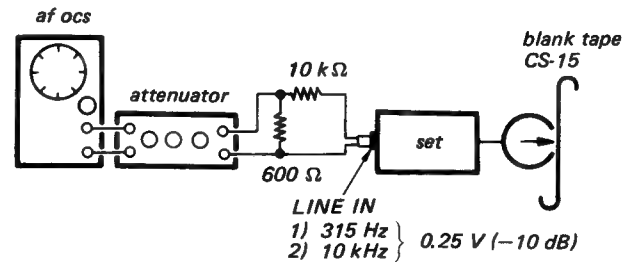 af ocs
attenuator
10 kΩ
600 Ω
LINE IN
1) 315 Hz
2) 10 kHz
0.25 V (−10 dB)
set
blank tape
CS-15